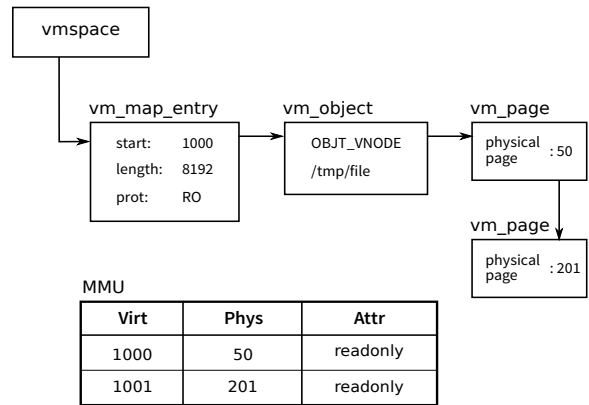 vmspace
vm_map_entry
start: 1000
length: 8192
prot: RO
vm_object
OBJT_VNODE
/tmp/file
vm_page
physical
page : 50
vm_page
physical
page : 201
MMU
Virt Phys Attr
1000 50 readonly
1001 201 readonly